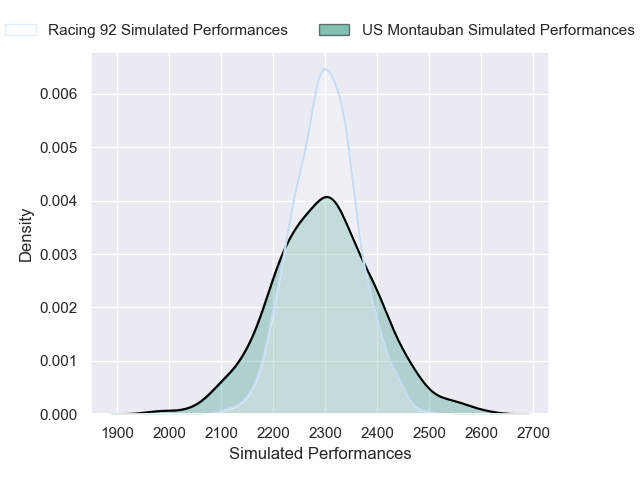 Racing 92 Simulated Performances
US Montauban Simulated Performances
0.006
0.005
0.004
0.003
0.002
0.001
0.000
Density
1900 2000 2100 2200 2300 2400 2500 2600 2700
Simulated Performances